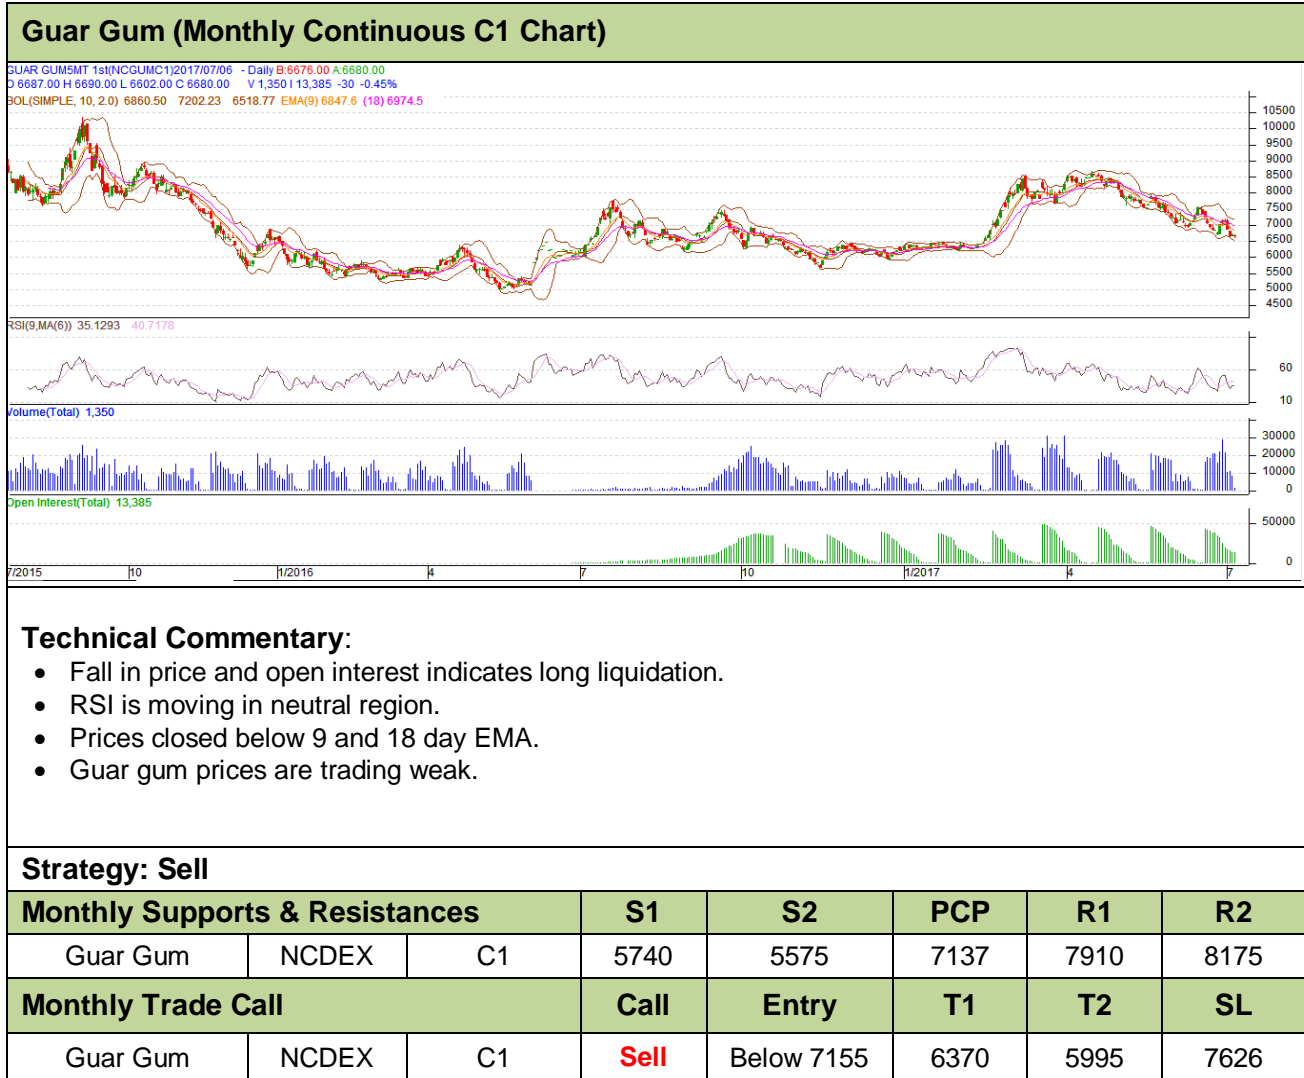 Guar Gum (Monthly Continuous C1 Chart)
GUAR GUM5MT 1st(NCGUMC1)2017/07/06 - Daily B:6676.00 A:6680.00
O 6687.00 H 6690.00 L 6602.00 C 6680.00 V 1,350 I 13,385 -30 -0.45%
BOL(SIMPLE, 10, 2.0) 6860.50 7202.23 6518.77 EMA(9) 6847.6 (18) 6974.5
10500
10000
9500
9000
8500
8000
7500
7000
6500
6000
5500
5000
4500
RSI(9,MA(6)) 35.1293 40.7178
60
10
Volume(Total) 1,350
30000
20000
10000
0
Open Interest(Total) 13,385
50000
0
7/2015 10 1/2016 4 7 10 1/2017 4 7
Technical Commentary:
• Fall in price and open interest indicates long liquidation.
• RSI is moving in neutral region.
• Prices closed below 9 and 18 day EMA.
• Guar gum prices are trading weak.
Strategy: Sell
Monthly Supports & Resistances S1 S2 PCP R1 R2
Guar Gum NCDEX C1 5740 5575 7137 7910 8175
Monthly Trade Call Call Entry T1 T2 SL
Guar Gum NCDEX C1 Sell Below 7155 6370 5995 7626